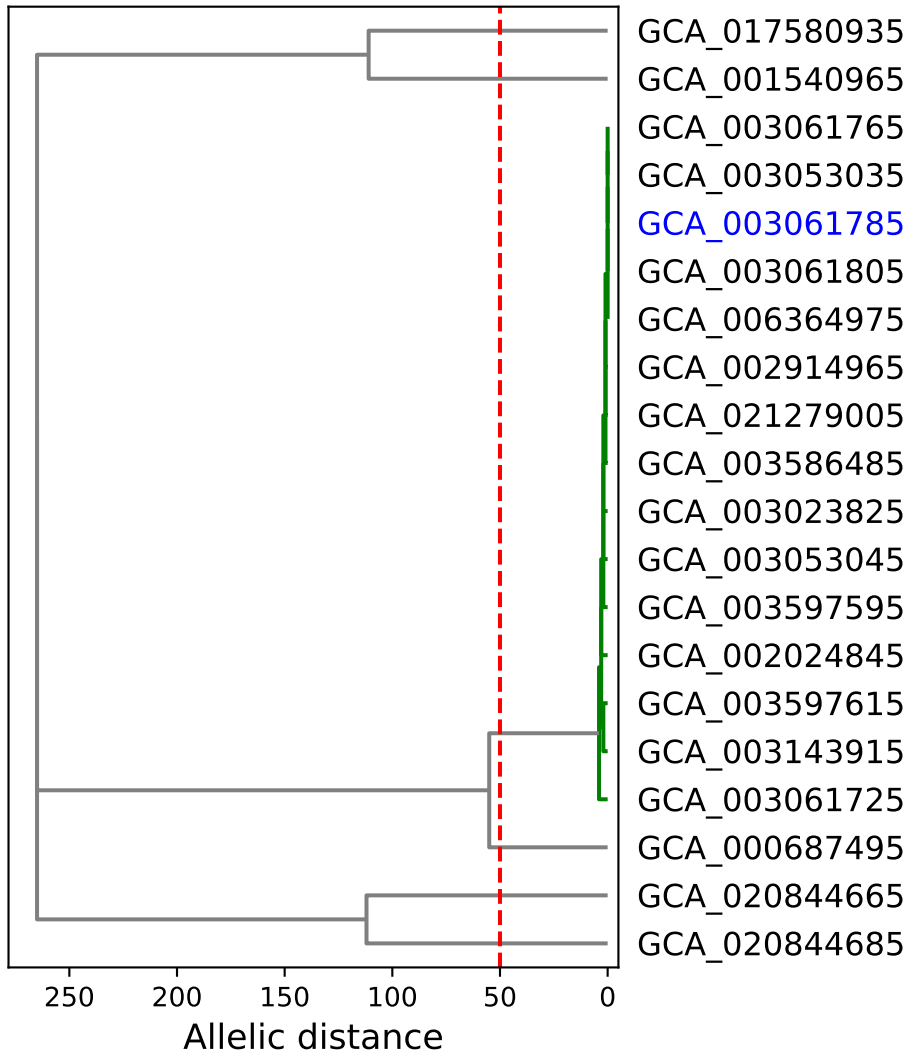 GCA_017580935
GCA_001540965
GCA_003061765
GCA_003053035
GCA_003061785
GCA_003061805
GCA_006364975
GCA_002914965
GCA_021279005
GCA_003586485
GCA_003023825
GCA_003053045
GCA_003597595
GCA_002024845
GCA_003597615
GCA_003143915
GCA_003061725
GCA_000687495
GCA_020844665
GCA_020844685
250 200 150 100 50 0
Allelic distance